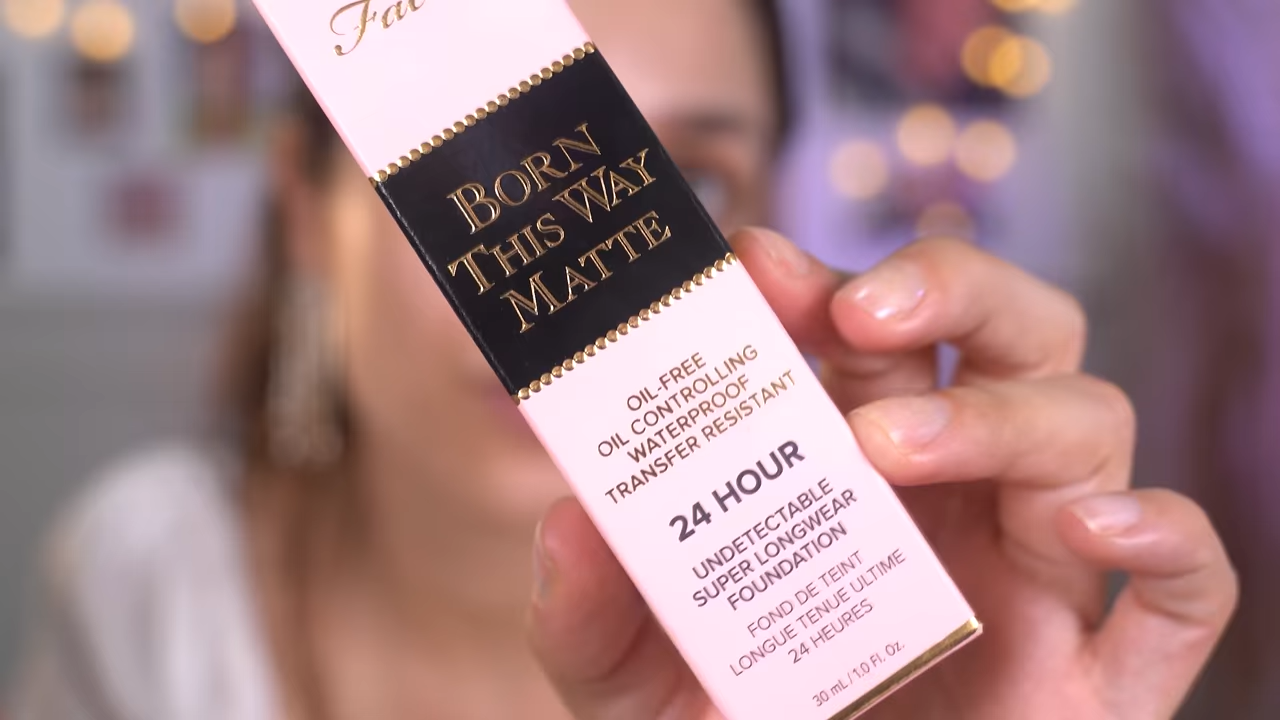 Fac
BORN
THIS WAY
MATTE
OIL-FREE
OIL CONTROLLING
WATERPROOF
TRANSFER RESISTANT
24 HOUR
UNDETECTABLE
SUPER LONGWEAR
FOUNDATION
FOND DE TEINT
LONGUE TENUE ULTIME
24 HEURES
30 mL / 1.0 Fl. Oz.